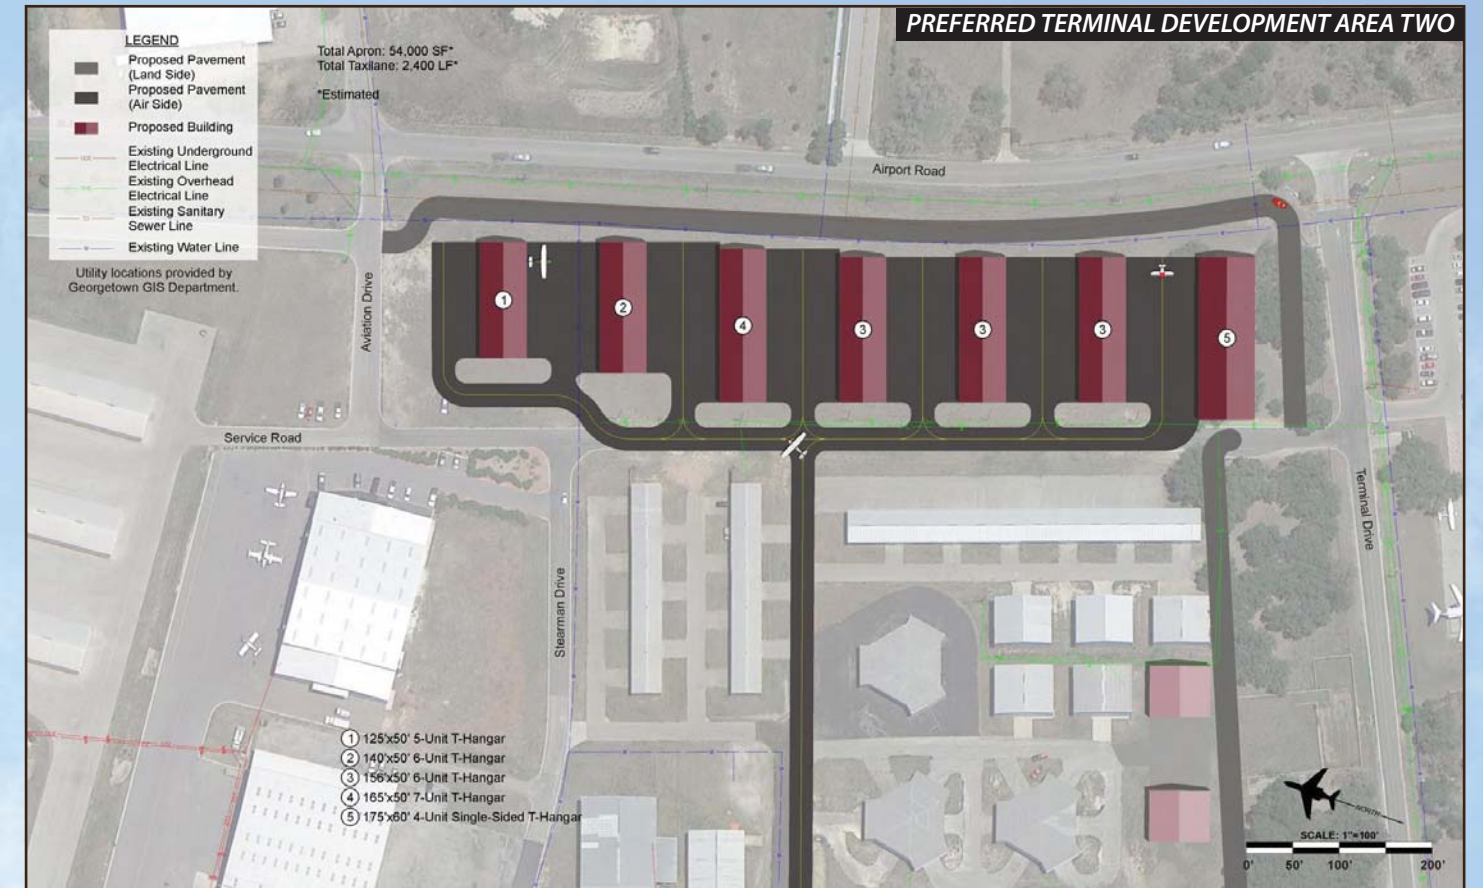 PREFERRED TERMINAL DEVELOPMENT AREA TWO
LEGEND
Proposed Pavement
(Land Side)
Proposed Pavement
(Air Side)
Proposed Building
Existing Underground
Electrical Line
Existing Overhead
Electrical Line
Existing Sanitary
Sewer Line
Existing Water Line
Utility locations provided by
Georgetown GIS Department.
Total Apron: 54,000 SF*
Total Taxilane: 2,400 LF*
*Estimated
Airport Road
Aviation Drive
1
2
4
3
3
3
5
Service Road
Stearman Drive
Terminal Drive
1 125'x50' 5-Unit T-Hangar
2 140'x50' 6-Unit T-Hangar
3 156'x50' 6-Unit T-Hangar
4 165'x50' 7-Unit T-Hangar
5 175'x60' 4-Unit Single-Sided T-Hangar
NORTH
SCALE: 1"=100'
0' 50' 100' 200'